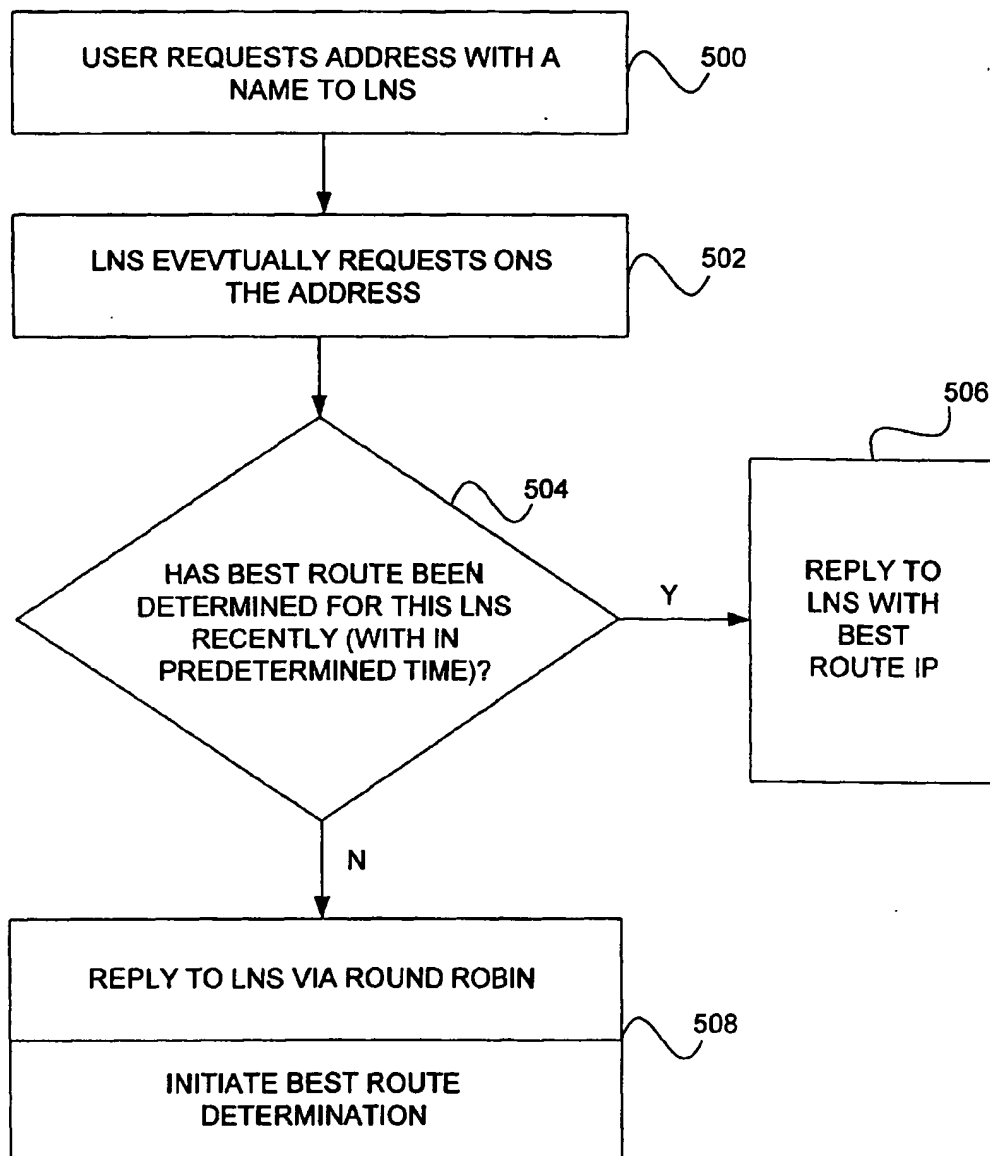 USER REQUESTS ADDRESS WITH A
NAME TO LNS
500
LNS EVEVTUALLY REQUESTS ONS
THE ADDRESS
502
506
504
HAS BEST ROUTE BEEN
DETERMINED FOR THIS LNS
RECENTLY (WITH IN
PREDETERMINED TIME)?
Y
REPLY TO
LNS WITH
BEST
ROUTE IP
N
REPLY TO LNS VIA ROUND ROBIN
508
INITIATE BEST ROUTE
DETERMINATION